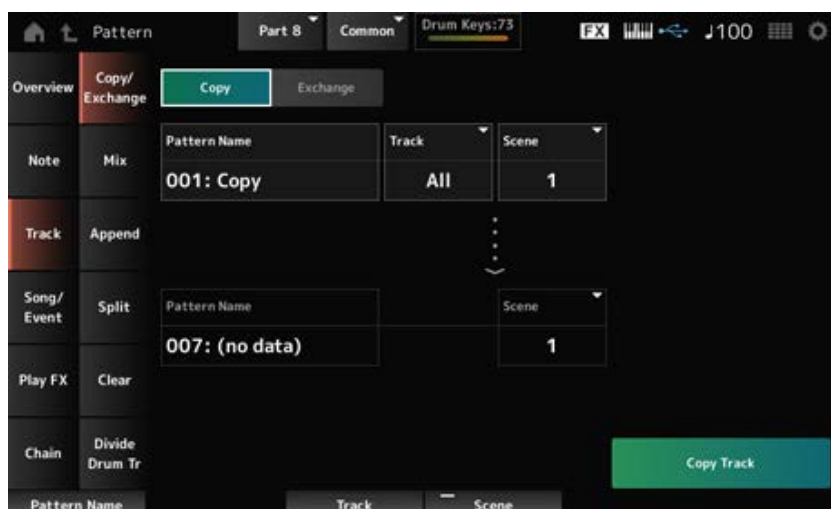 Pattern
Part 8
Common
Drum Keys:73
FX
♩100
Overview
Copy/
Exchange
Copy
Exchange
Note
Mix
Pattern Name
Track
Scene
001: Copy
All
1
Track
Append
Song/
Event
Split
Pattern Name
Scene
007: (no data)
1
Play FX
Clear
Chain
Divide
Drum Tr
Copy Track
Pattern Name
Track
Scene